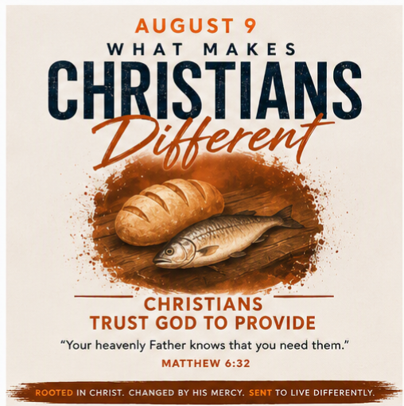 AUGUST 9
WHAT MAKES
CHRISTIANS
Different
CHRISTIANS
TRUST GOD TO PROVIDE
“Your heavenly Father knows that you need them.”
MATTHEW 6:32
ROOTED IN CHRIST. CHANGED BY HIS MERCY. SENT TO LIVE DIFFERENTLY.